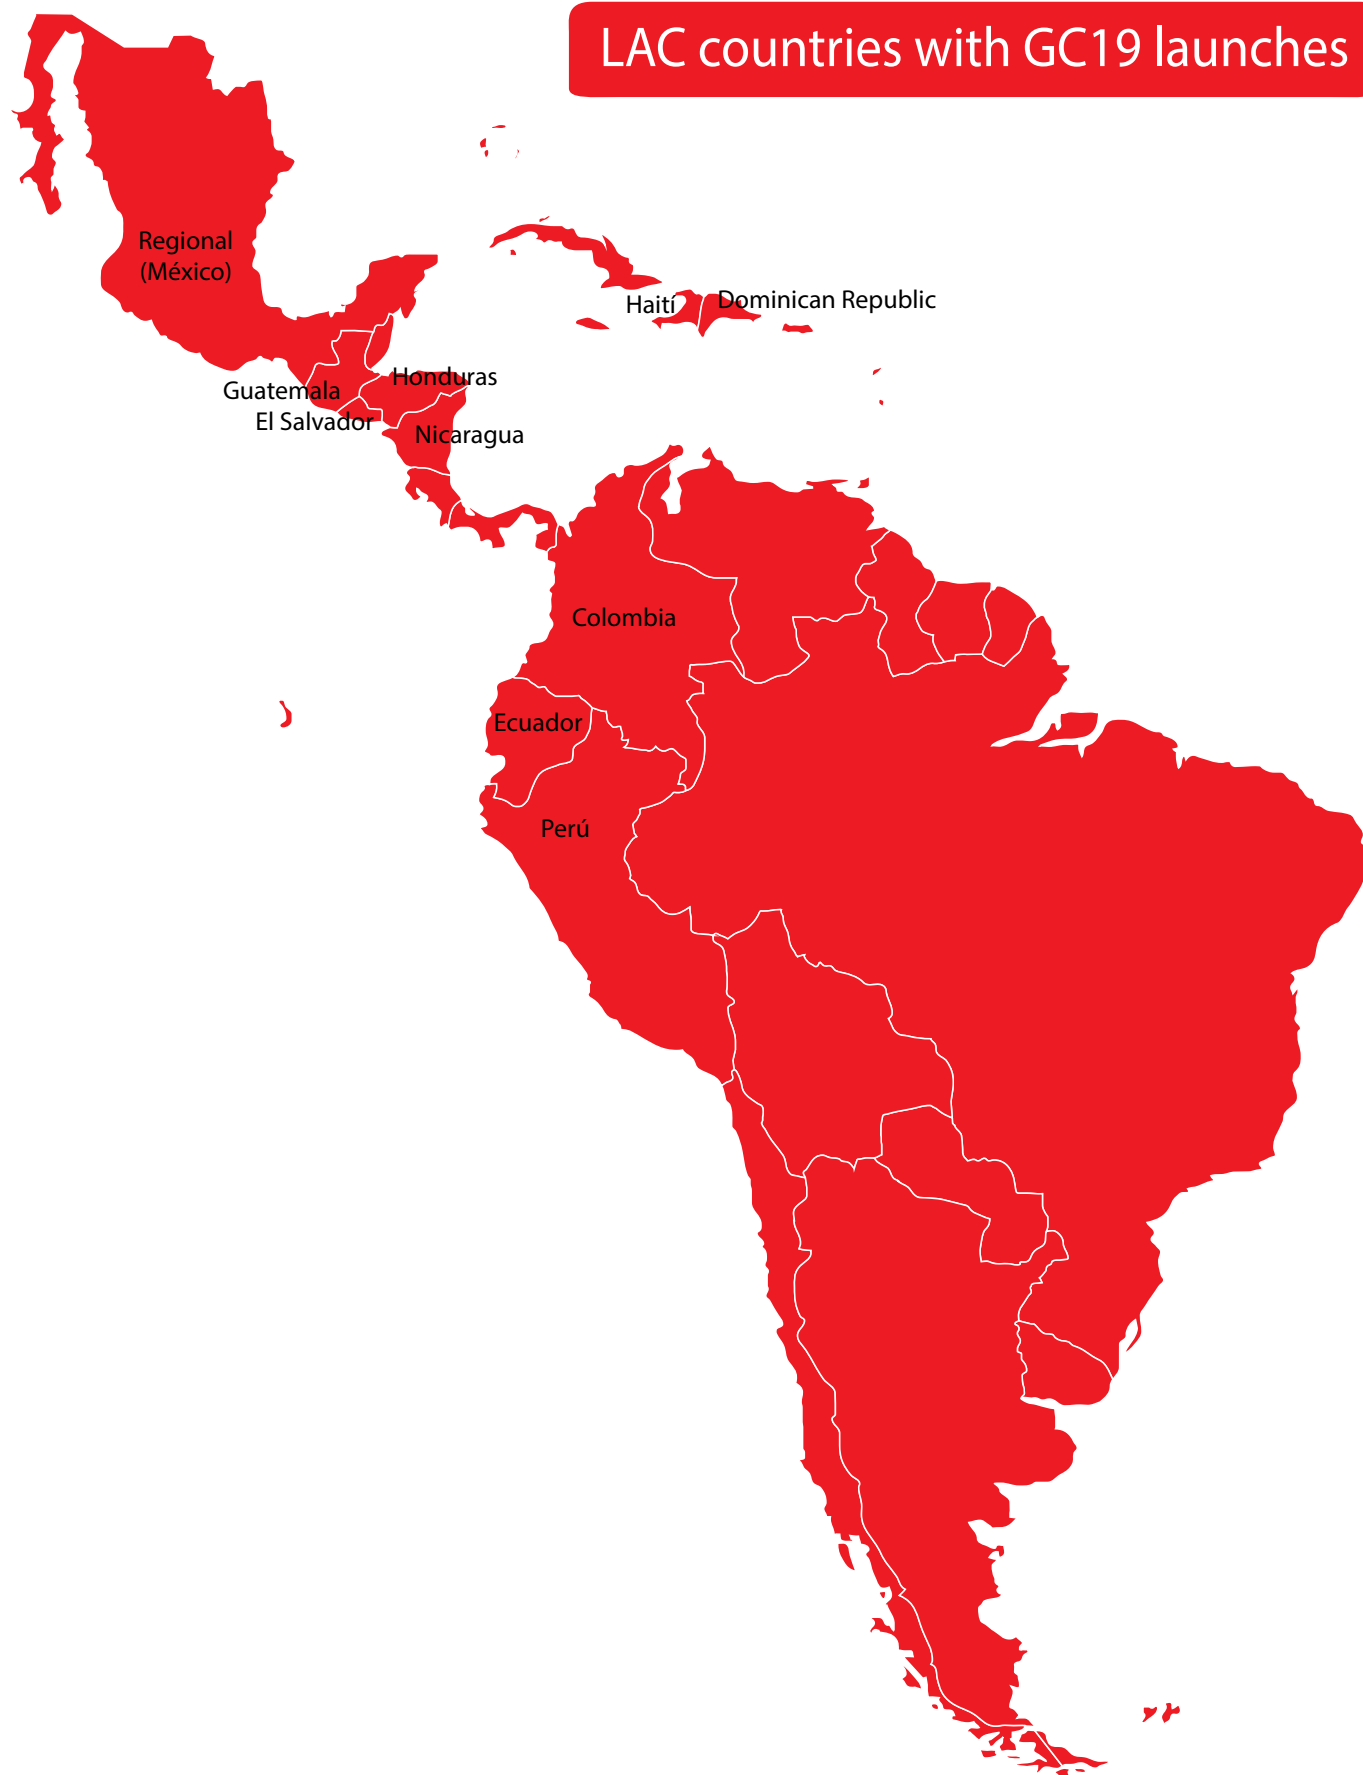 LAC countries with GC19 launches
Regional
(México)
Haití
Dominican Republic
Honduras
Guatemala
El Salvador
Nicaragua
Colombia
Ecuador
Perú